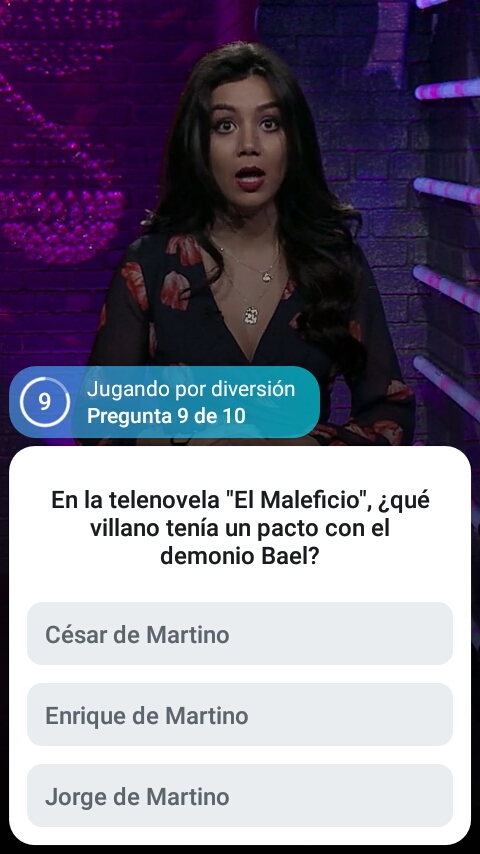 9
Jugando por diversión
Pregunta 9 de 10
En la telenovela "El Maleficio", ¿qué
villano tenía un pacto con el
demonio Bael?
César de Martino
Enrique de Martino
Jorge de Martino